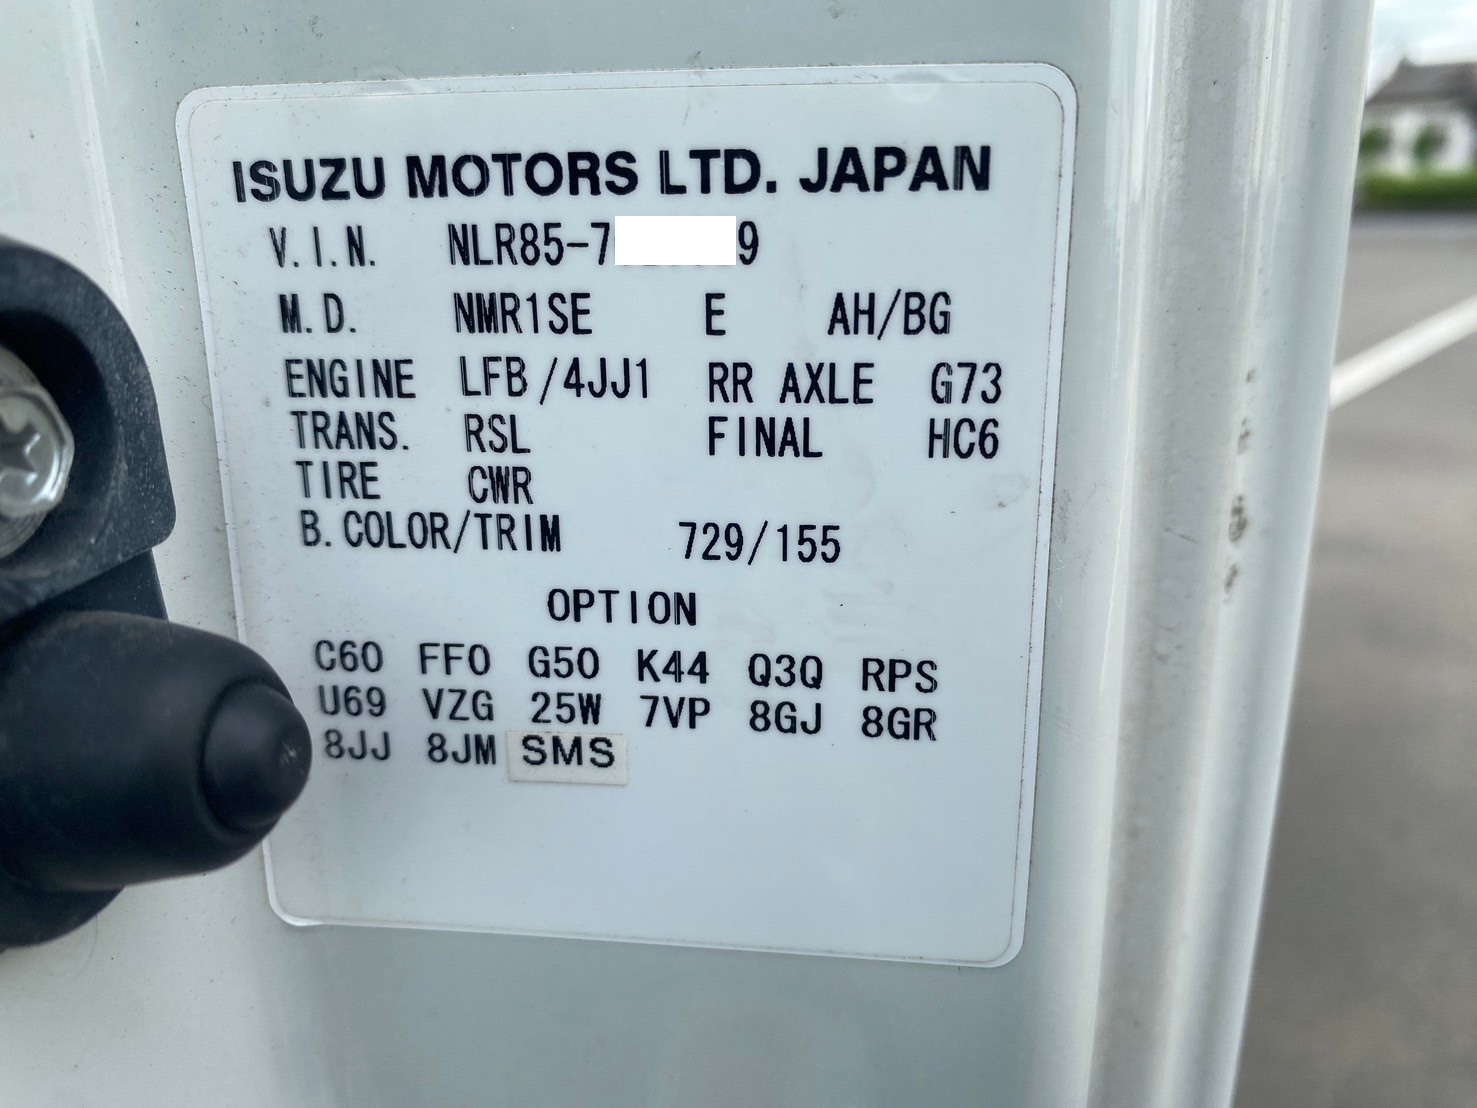 ISUZU MOTORS LTD. JAPAN
V.I.N. NLR85-7 9
M.D. NMR1SE E AH/BG
ENGINE LFB/4JJ1 RR AXLE G73
TRANS. RSL FINAL HC6
TIRE CWR
B.COLOR/TRIM 729/155
OPTION
C60 FF0 G50 K44 Q3Q RPS
U69 VZG 25W 7VP 8GJ 8GR
8JJ 8JM SMS